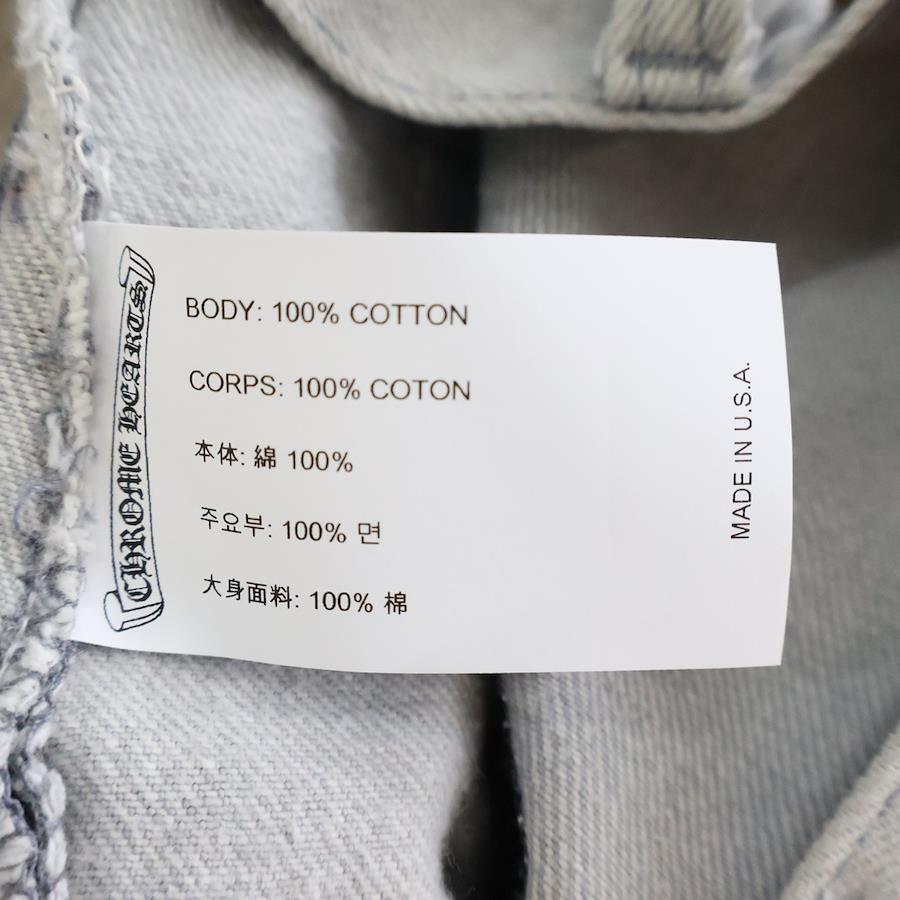 CHROME HEARTS
BODY: 100% COTTON
CORPS: 100% COTON
本体: 綿 100%
주요부: 100% 면
大身面料: 100% 棉
MADE IN U.S.A.